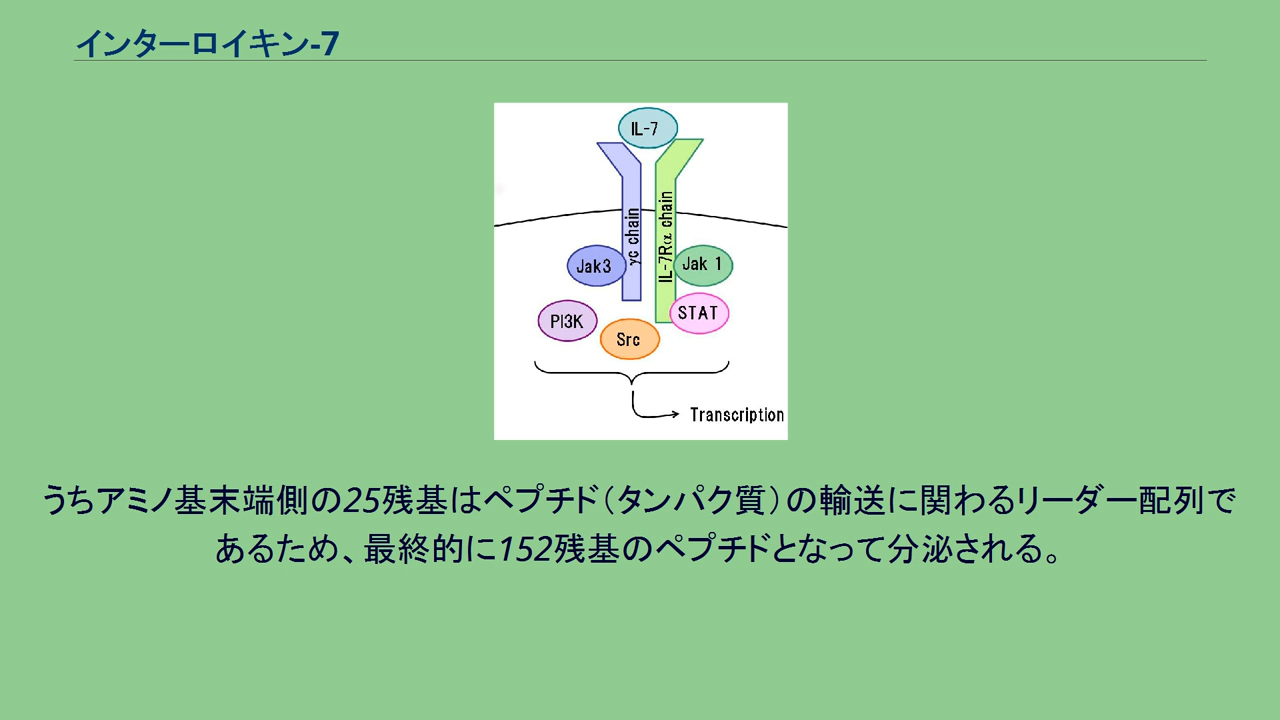 インターロイキン-7
IL-7
γc chain
IL-7Rα chain
Jak3
Jak 1
PI3K
Src
STAT
Transcription
うちアミノ基末端側の25残基はペプチド（タンパク質）の輸送に関わるリーダー配列で
あるため、最終的に152残基のペプチドとなって分泌される。